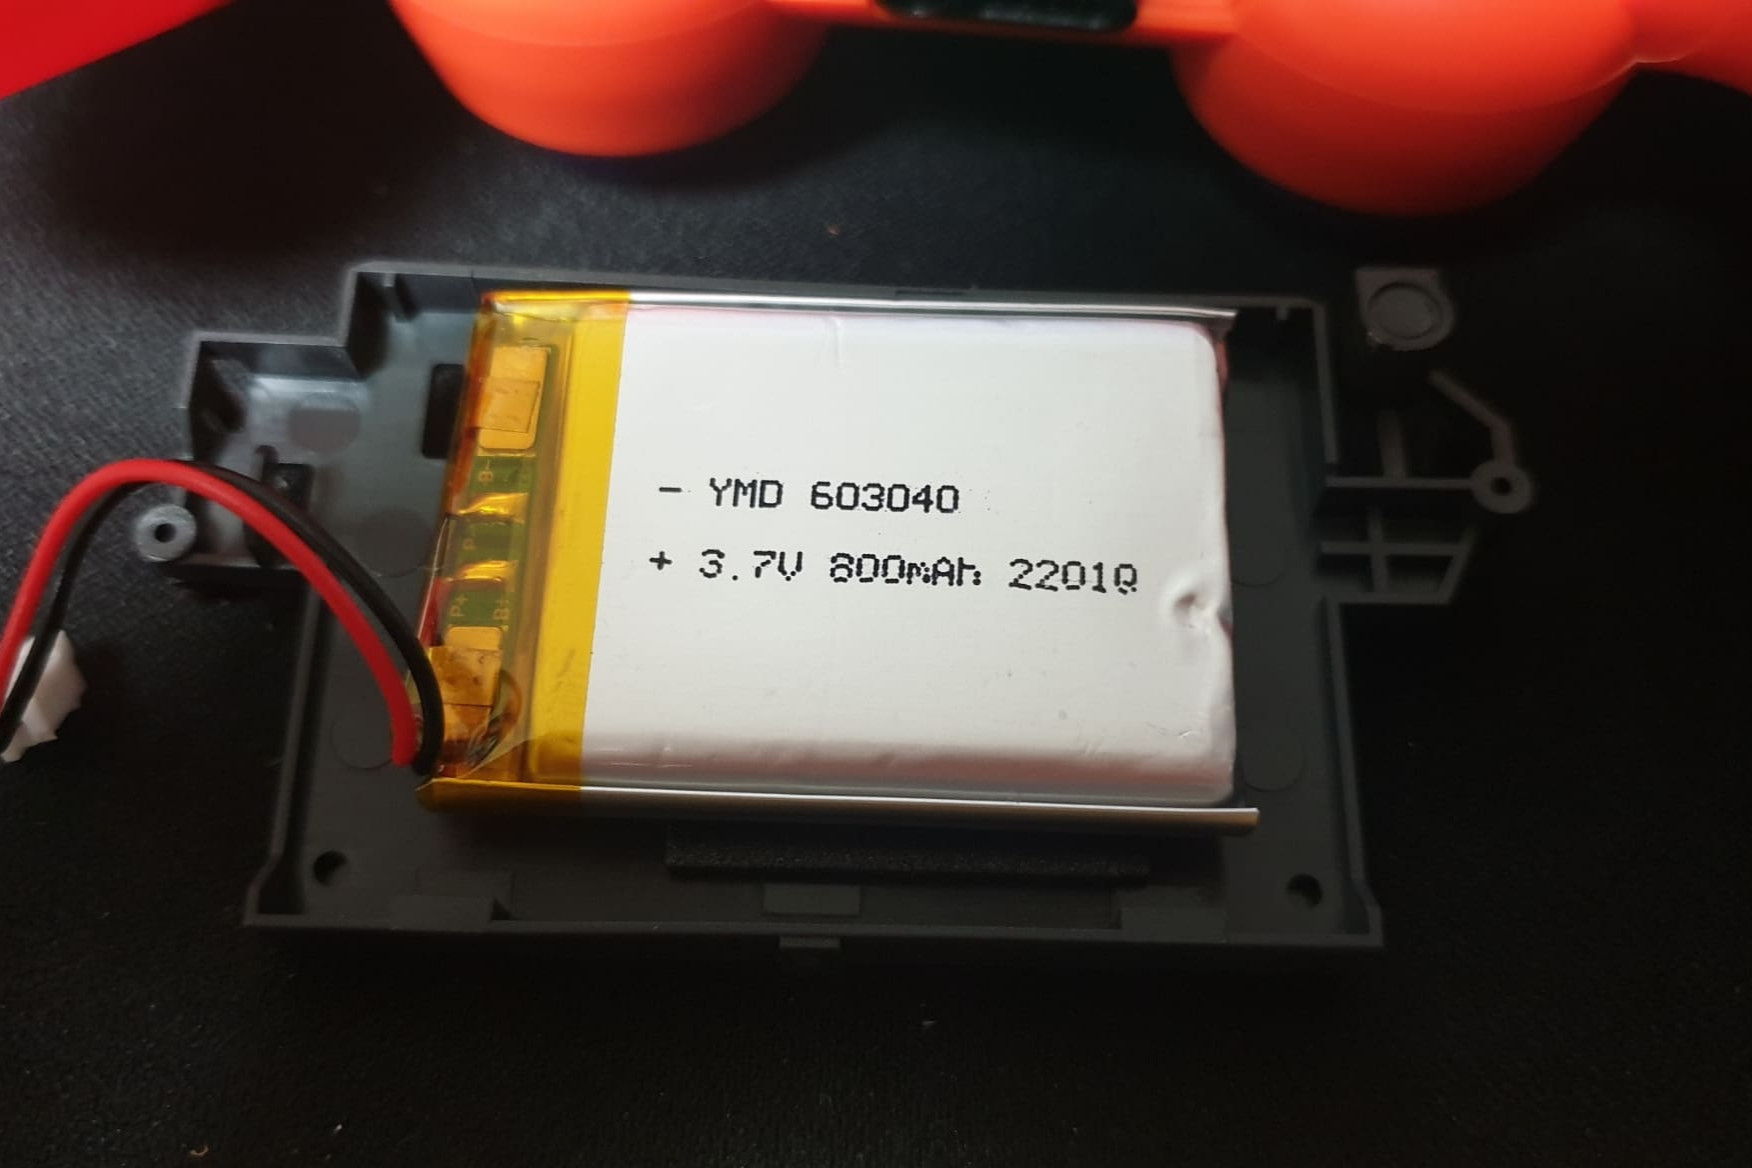 - YMD 603040
+ 3.7V 800mAh 2201Q
B-
P-
P+ B+